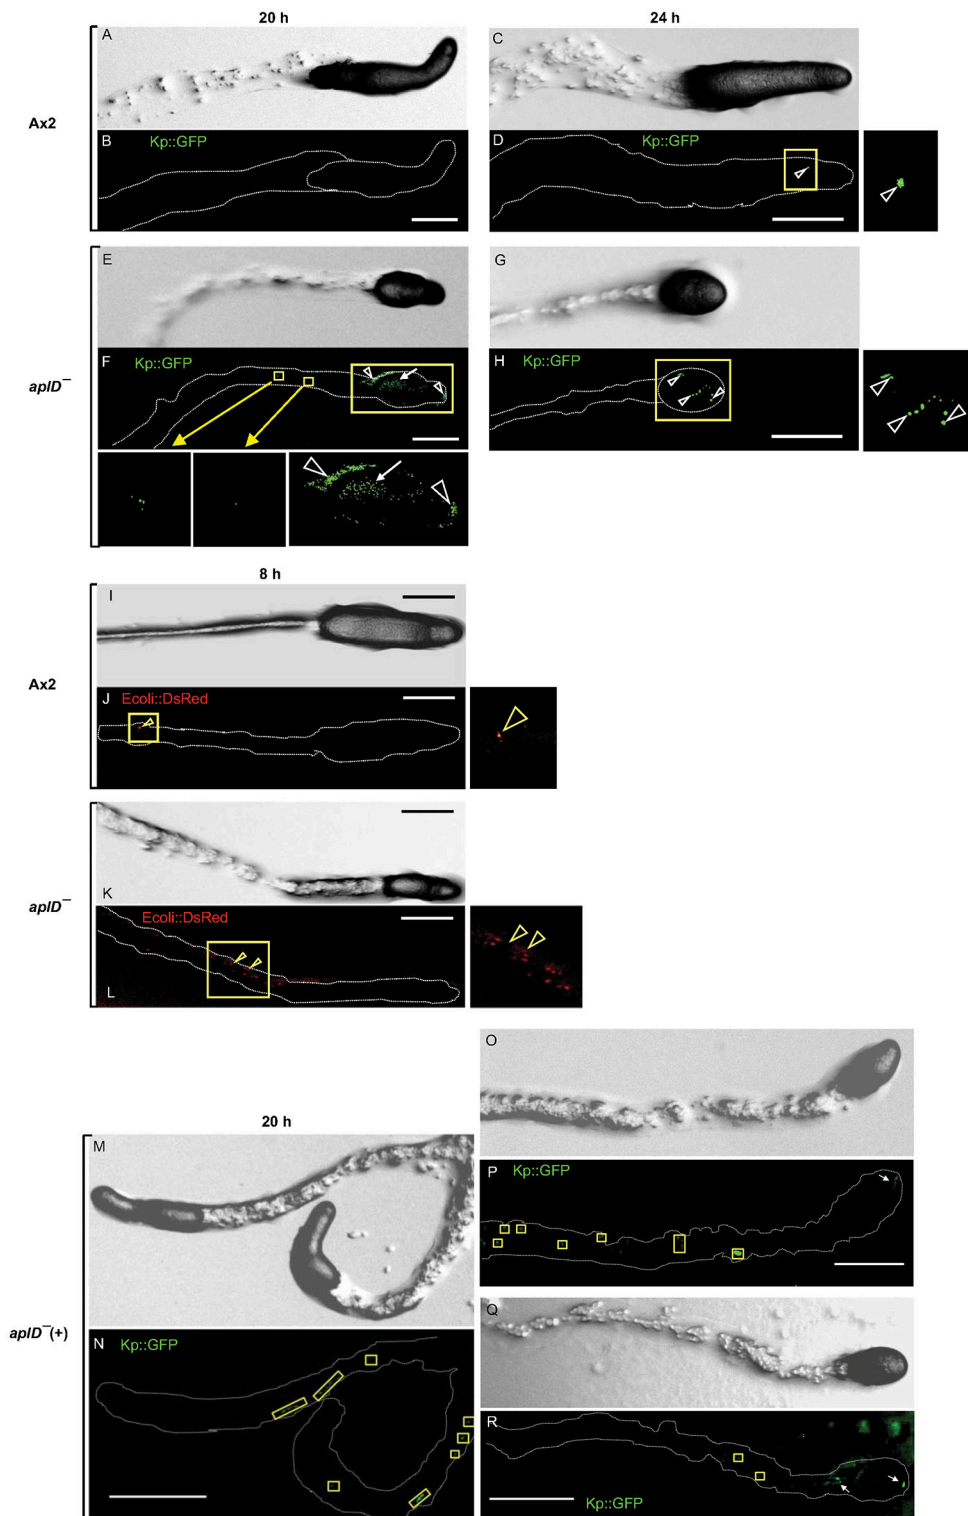 20 h
24 h
A
C
Ax2
B
Kp::GFP
D
Kp::GFP
E
G
aplD–
F
Kp::GFP
H
Kp::GFP
8 h
I
Ax2
J
Ecoli::DsRed
K
aplD–
Ecoli::DsRed
L
O
20 h
M
P
Kp::GFP
Q
aplD–(+)
N
Kp::GFP
R
Kp::GFP